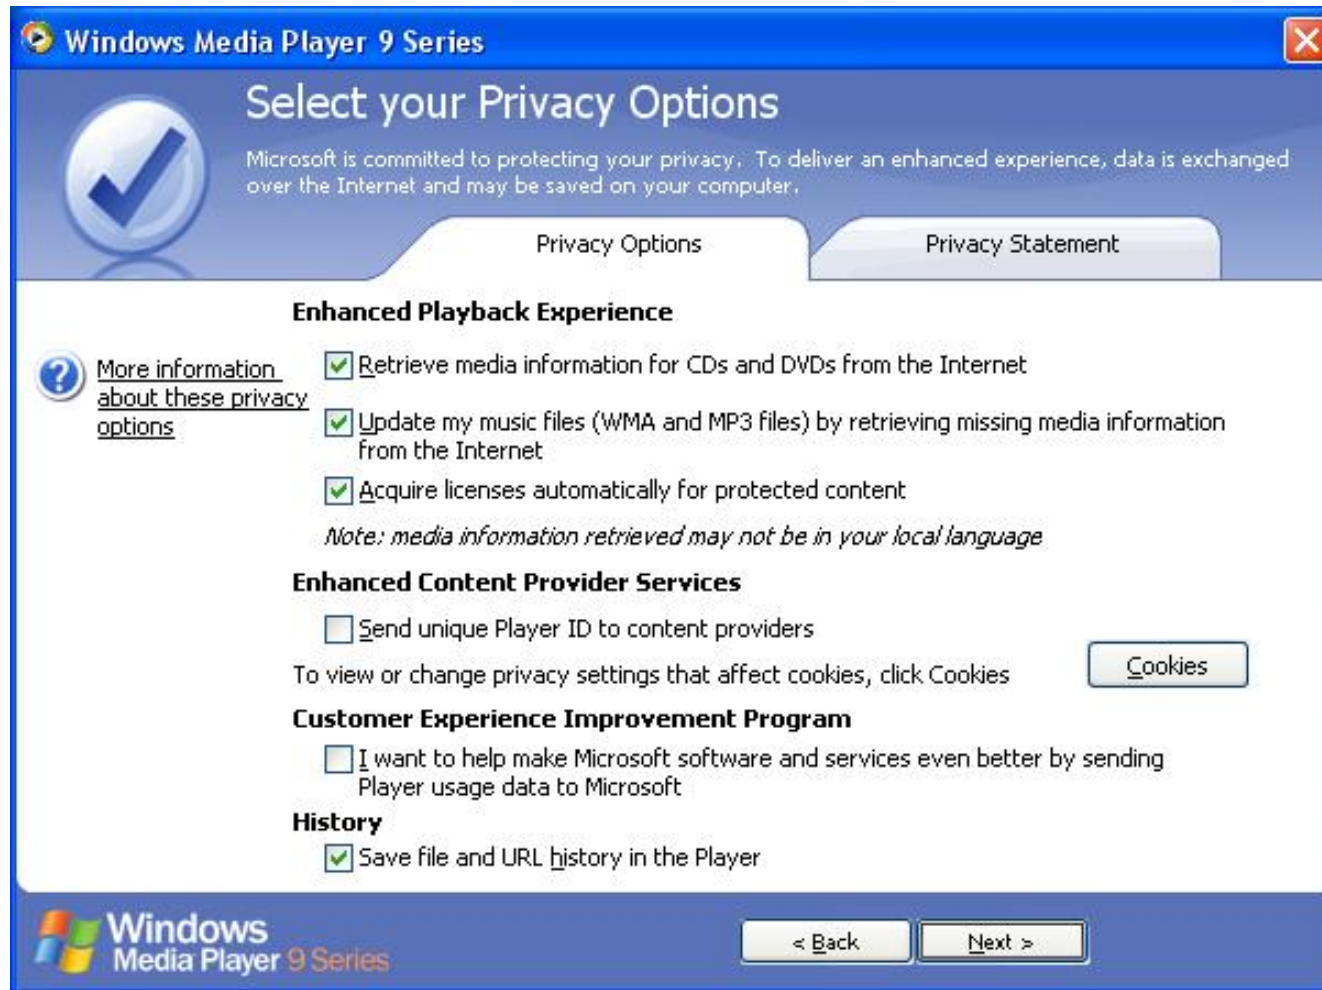 Windows Media Player 9 Series
Select your Privacy Options
Microsoft is committed to protecting your privacy. To deliver an enhanced experience, data is exchanged
over the Internet and may be saved on your computer.
Privacy Options
Privacy Statement
More information
about these privacy
options
Enhanced Playback Experience
Retrieve media information for CDs and DVDs from the Internet
Update my music files (WMA and MP3 files) by retrieving missing media information
from the Internet
Acquire licenses automatically for protected content
Note: media information retrieved may not be in your local language
Enhanced Content Provider Services
Send unique Player ID to content providers
To view or change privacy settings that affect cookies, click Cookies
Cookies
Customer Experience Improvement Program
I want to help make Microsoft software and services even better by sending
Player usage data to Microsoft
History
Save file and URL history in the Player
Windows
Media Player 9 Series
< Back
Next >